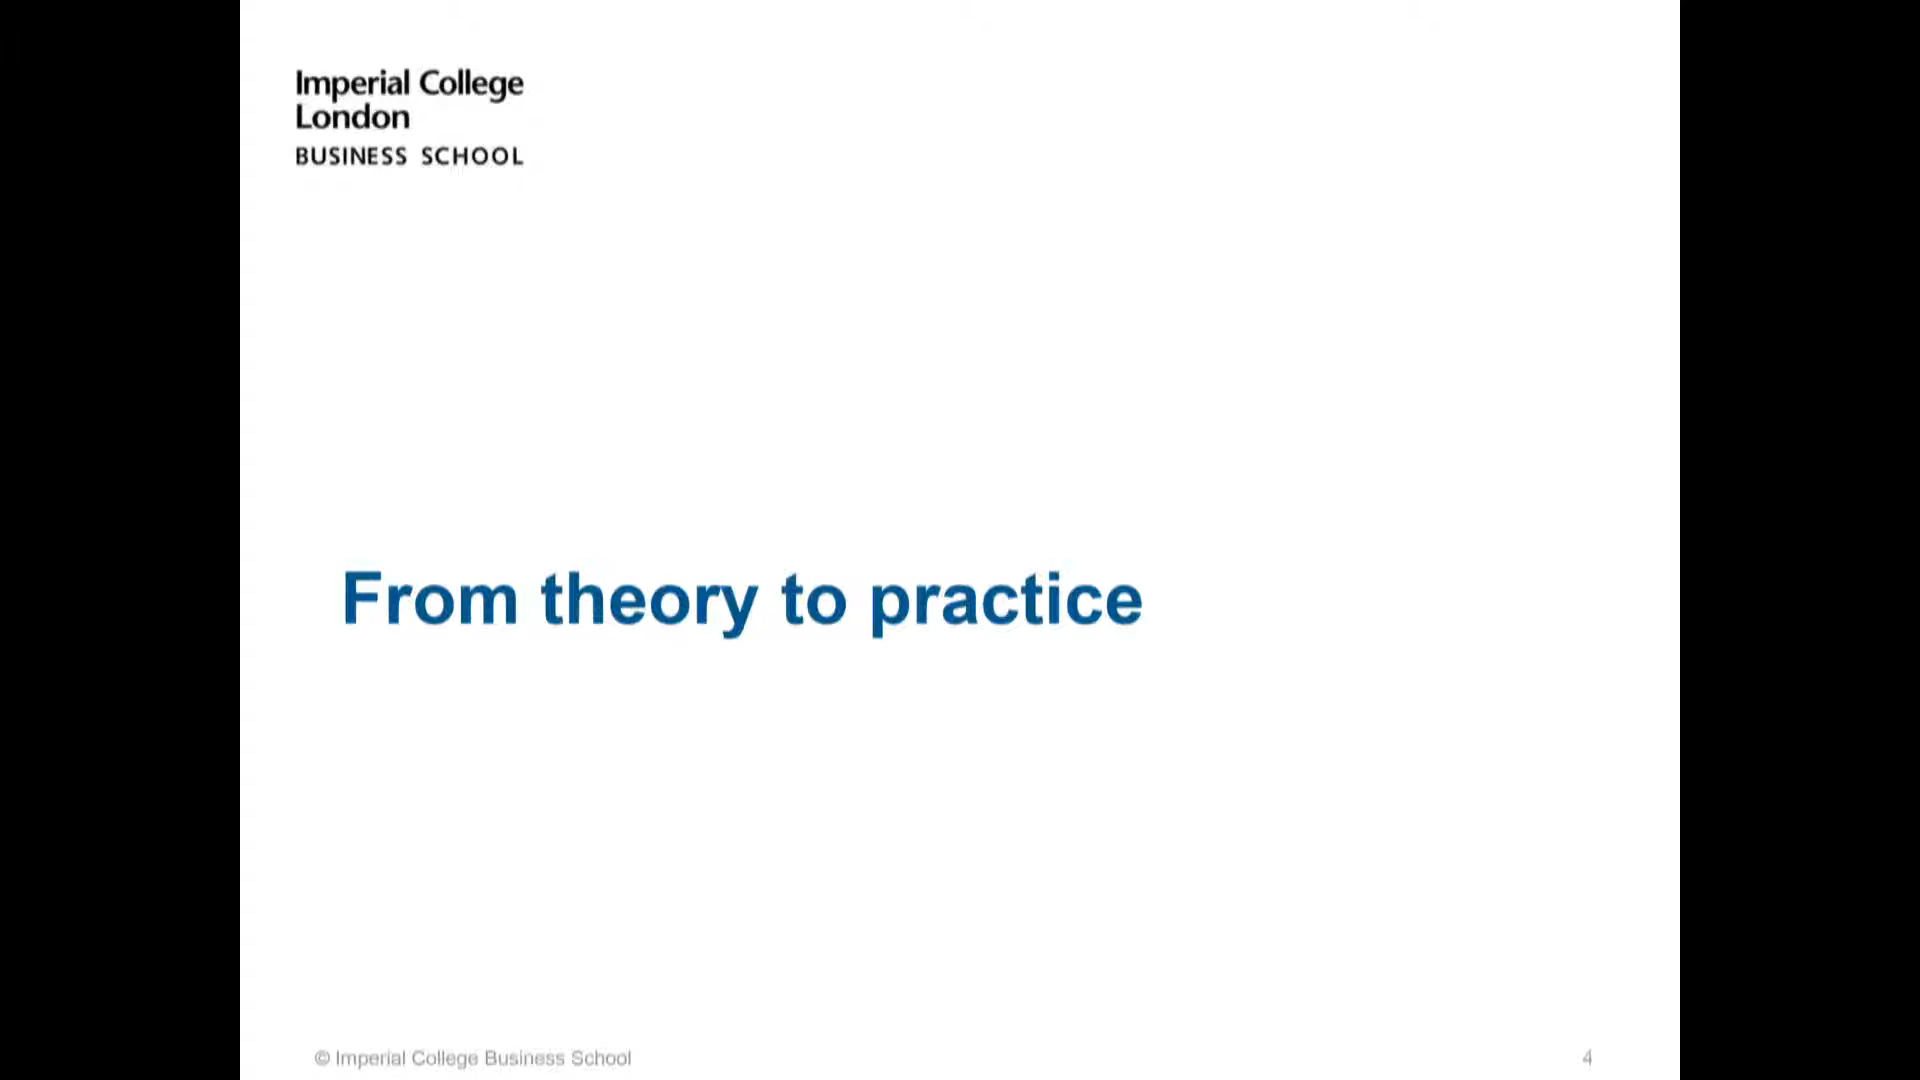 Imperial College
London
BUSINESS SCHOOL
From theory to practice
© Imperial College Business School
4